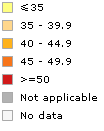 ≤35
35 - 39.9
40 - 44.9
45 - 49.9
>=50
Not applicable
No data